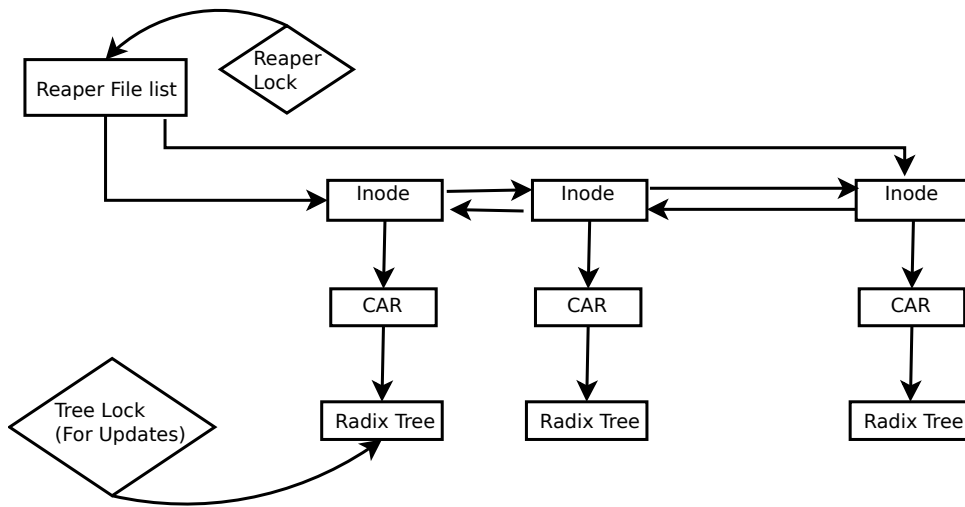 Reaper
Lock
Reaper File list
Inode
Inode
Inode
CAR
CAR
CAR
Tree Lock
(For Updates)
Radix Tree
Radix Tree
Radix Tree